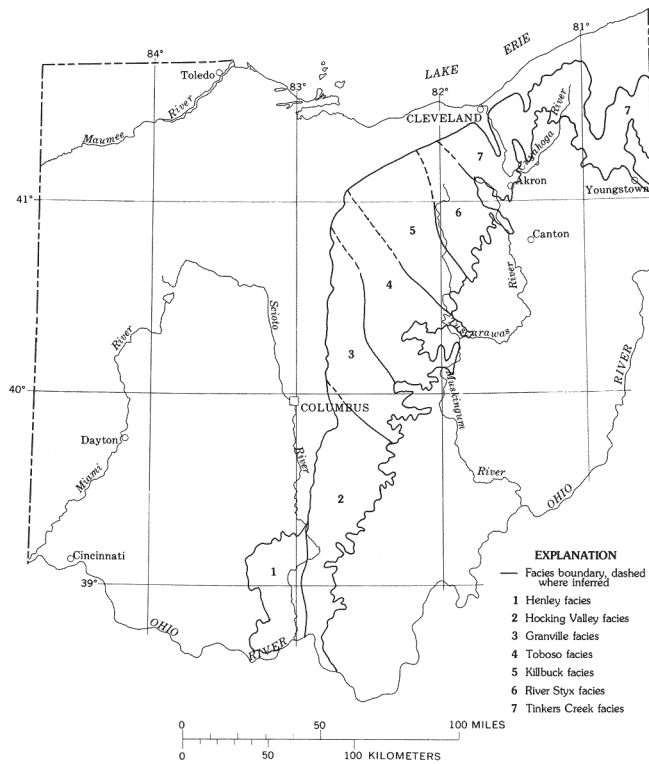 81°
84°
ERIE
Toledo
LAKE
83°
82°
River
CLEVELAND
Maumee
7
7
Cuyahoga River
Akron
Youngstown
41°
6
5
Canton
4
River
Scioto
Tuscarawas
River
3
RIVER
40°
COLUMBUS
Muskingum
Dayton
River
River
Miami
OHIO
2
Cincinnati
1
39°
OHIO
RIVER
EXPLANATION
Facies boundary, dashed
where inferred
1 Henley facies
2 Hocking Valley facies
3 Granville facies
4 Toboso facies
5 Killbuck facies
6 River Styx facies
7 Tinkers Creek facies
0 50 100 MILES
0 50 100 KILOMETERS